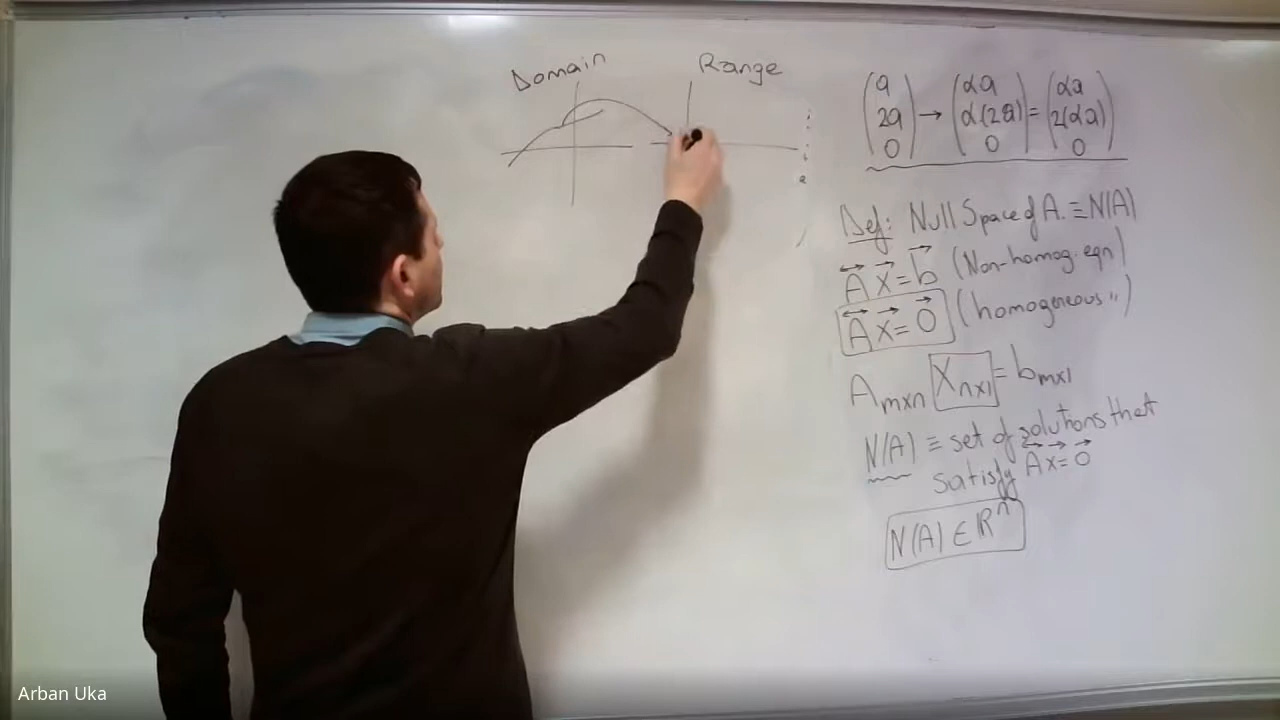 Domain
Range
(a 2a 0) → (αa α(2a) 0) = (αa 2(αa) 0)
Def: Null Space of A. ≡ N(A)
A x = b (Non-homog. eqn)
A x = 0 (homogeneous ")
Amxn Xnx1 = bmx1
N(A) ≡ set of solutions that
satisfy Ax=0
N(A) ∈ R^n
Arban Uka